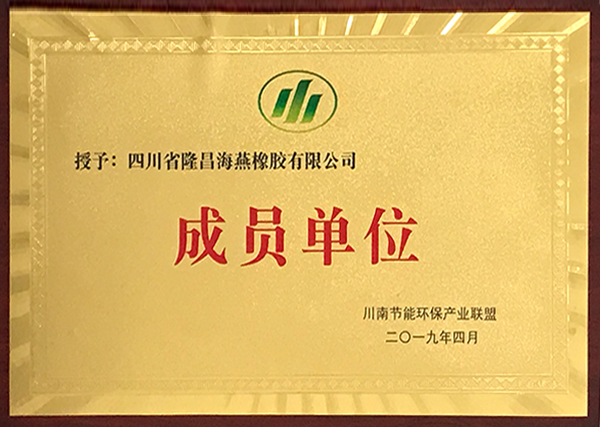 授予：四川省隆昌海燕橡胶有限公司
成员单位
川南节能环保产业联盟
二〇一九年四月